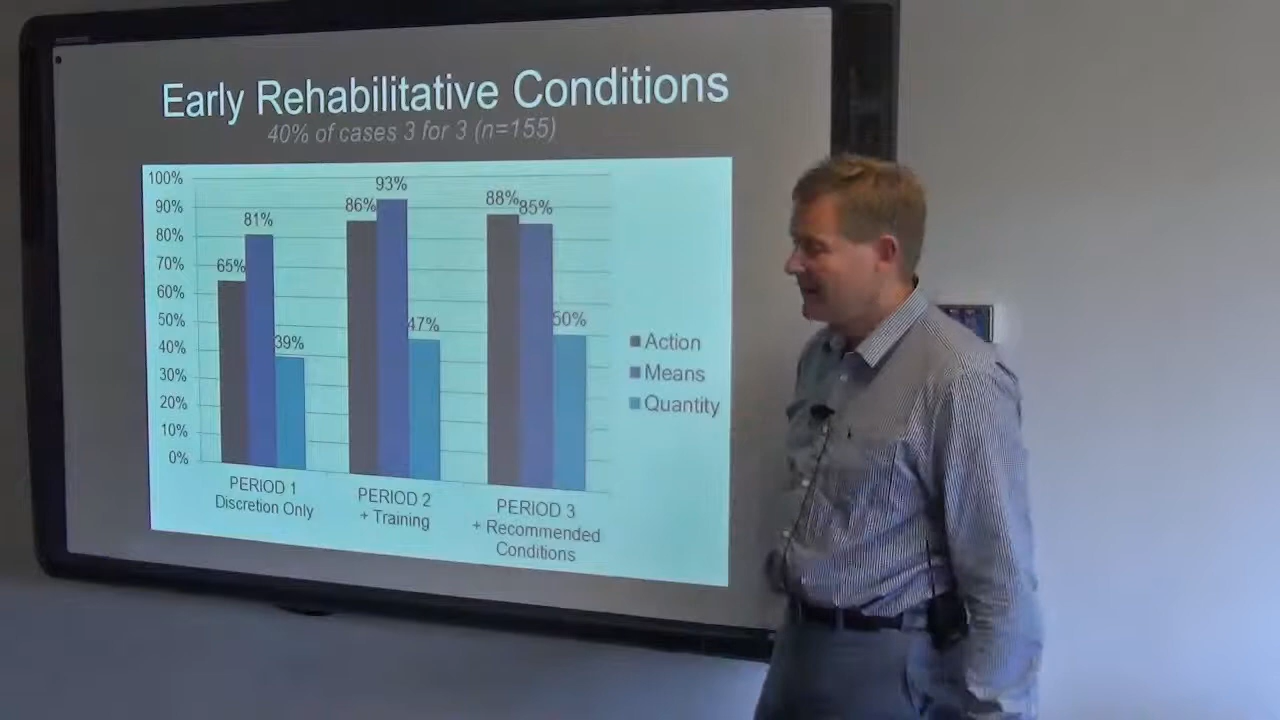 Early Rehabilitative Conditions
40% of cases 3 for 3 (n=155)
100%
90%
80%
70%
60%
50%
40%
30%
20%
10%
0%
65%
81%
39%
86%
93%
47%
88%
85%
50%
Action
Means
Quantity
PERIOD 1
Discretion Only
PERIOD 2
+ Training
PERIOD 3
+ Recommended
Conditions